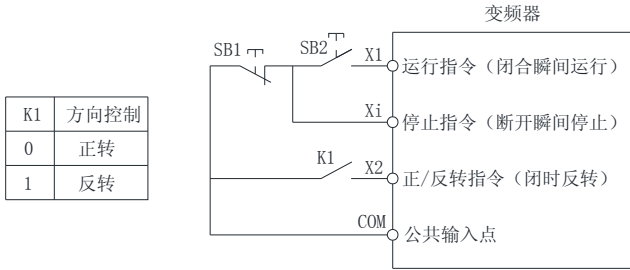 变频器
SB1
SB2
X1
运行指令（闭合瞬间运行）
Xi
停止指令（断开瞬间停止）
K1
X2
正/反转指令（闭时反转）
COM
公共输入点
K1 方向控制
0 正转
1 反转